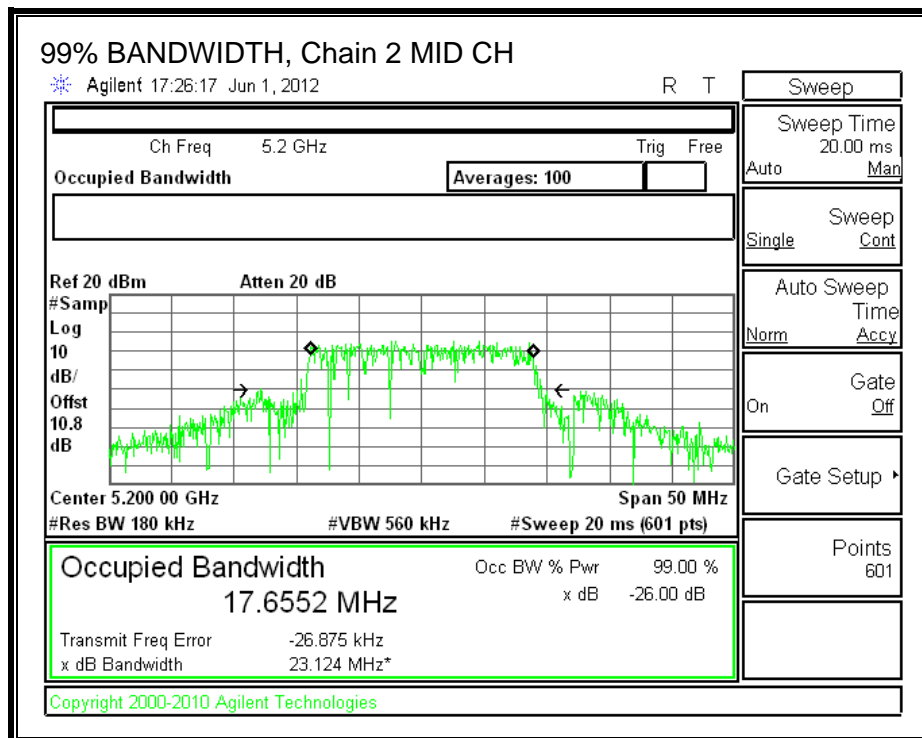 99% BANDWIDTH, Chain 2 MID CH
Agilent 17:26:17 Jun 1, 2012 R T
Ch Freq 5.2 GHz Trig Free
Occupied Bandwidth Averages: 100
Ref 20 dBm Atten 20 dB
#Samp
Log
10
dB/
Offst
10.8
dB
Center 5.200 00 GHz Span 50 MHz
#Res BW 180 kHz #VBW 560 kHz #Sweep 20 ms (601 pts)
Occupied Bandwidth Occ BW % Pwr 99.00 %
17.6552 MHz x dB -26.00 dB
Transmit Freq Error -26.875 kHz
x dB Bandwidth 23.124 MHz*
Copyright 2000-2010 Agilent Technologies
Sweep
Sweep Time
20.00 ms
Auto Man
Sweep
Single Cont
Auto Sweep
Time
Norm Accy
Gate
On Off
Gate Setup
Points
601